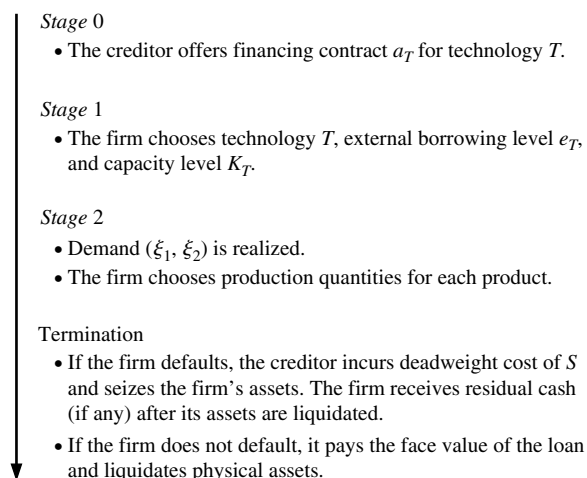 Stage 0
• The creditor offers financing contract a_T for technology T.
Stage 1
• The firm chooses technology T, external borrowing level e_T,
and capacity level K_T.
Stage 2
• Demand (ξ_1, ξ_2) is realized.
• The firm chooses production quantities for each product.
Termination
• If the firm defaults, the creditor incurs deadweight cost of S
and seizes the firm's assets. The firm receives residual cash
(if any) after its assets are liquidated.
• If the firm does not default, it pays the face value of the loan
and liquidates physical assets.